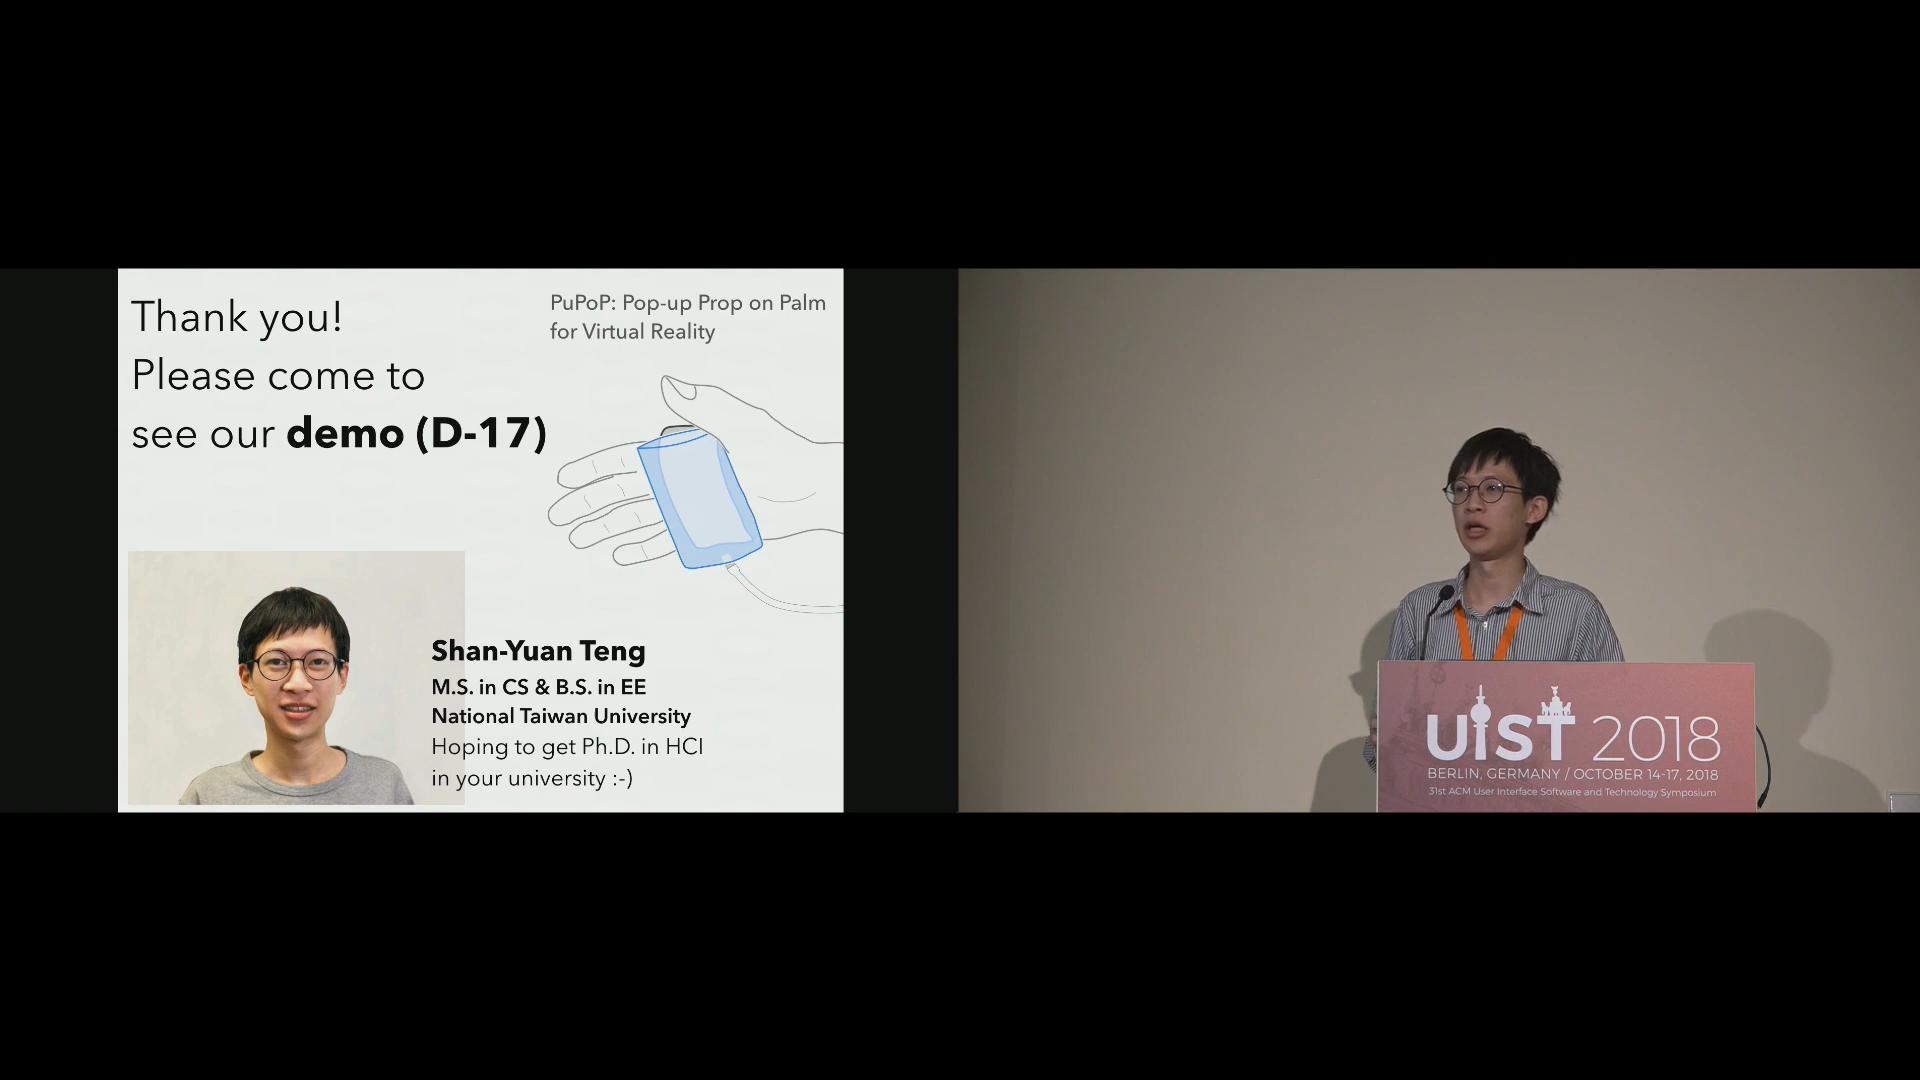 Thank you!
Please come to
see our demo (D-17)
PuPoP: Pop-up Prop on Palm
for Virtual Reality
Shan-Yuan Teng
M.S. in CS & B.S. in EE
National Taiwan University
Hoping to get Ph.D. in HCI
in your university :-)
UIST 2018
BERLIN, GERMANY / OCTOBER 14-17, 2018
31st ACM User Interface Software and Technology Symposium